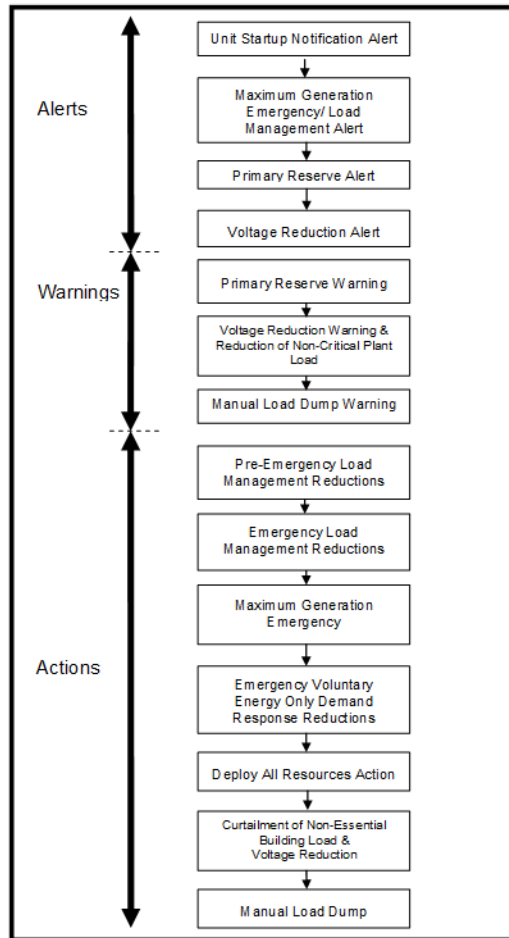 Alerts
Unit Startup Notification Alert
Maximum Generation
Emergency/ Load
Management Alert
Primary Reserve Alert
Voltage Reduction Alert
Warnings
Primary Reserve Warning
Voltage Reduction Warning &
Reduction of Non-Critical Plant
Load
Manual Load Dump Warning
Actions
Pre-Emergency Load
Management Reductions
Emergency Load
Management Reductions
Maximum Generation
Emergency
Emergency Voluntary
Energy Only Demand
Response Reductions
Deploy All Resources Action
Curtailment of Non-Essential
Building Load &
Voltage Reduction
Manual Load Dump